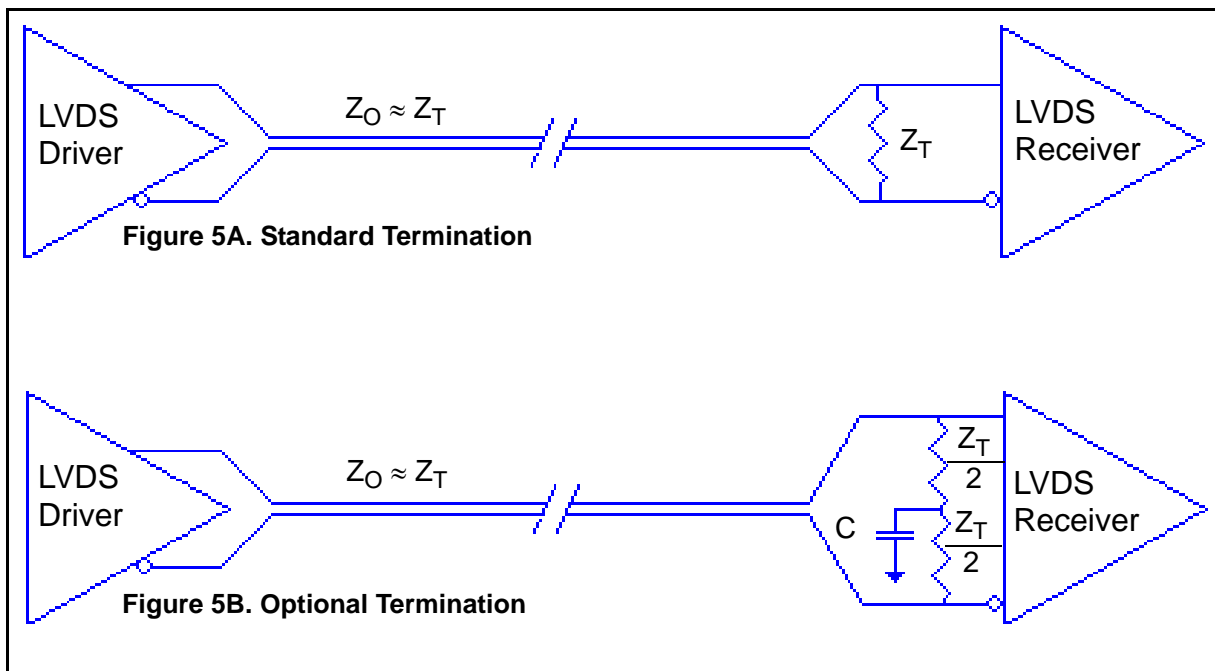 LVDS
Driver
Z_O ≈ Z_T
Z_T
LVDS
Receiver
Figure 5A. Standard Termination
LVDS
Driver
Z_O ≈ Z_T
C
Z_T
2
Z_T
2
LVDS
Receiver
Figure 5B. Optional Termination